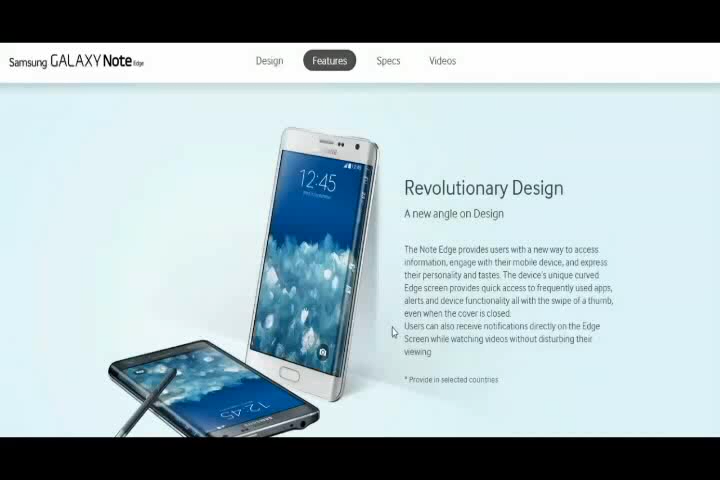 Samsung GALAXY Note Edge
Design Features Specs Videos
12:45
Revolutionary Design
A new angle on Design
The Note Edge provides users with a new way to access
information, engage with their mobile device, and express
their personality and tastes. The device's unique curved
Edge screen provides quick access to frequently used apps,
alerts and device functionality all with the swipe of a thumb,
even when the cover is closed.
Users can also receive notifications directly on the Edge
Screen while watching videos without disturbing their
viewing
* Provide in selected countries
12:45